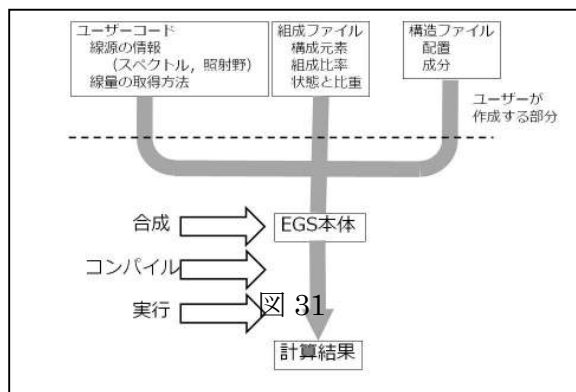 ユーザーコード
線源の情報
（スペクトル，照射野）
線量の取得方法
組成ファイル
構成元素
組成比率
状態と比重
構造ファイル
配置
成分
ユーザーが
作成する部分
合成
EGS本体
コンパイル
実行
図 31
計算結果